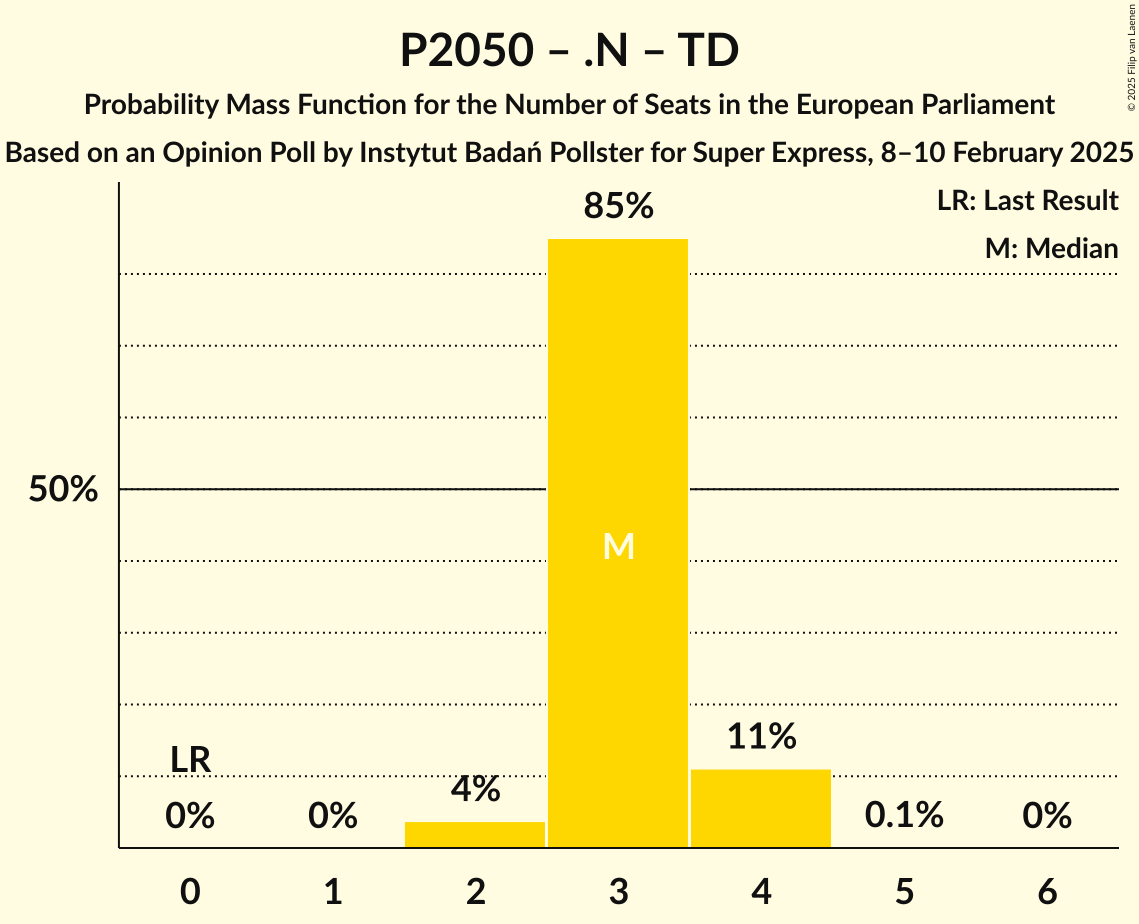 P2050 – .N – TD
Probability Mass Function for the Number of Seats in the European Parliament
Based on an Opinion Poll by Instytut Badań Pollster for Super Express, 8–10 February 2025
© 2025 Filip van Laenen
LR: Last Result
M: Median
85%
50%
M
11%
LR
4%
0%
0%
0.1%
0%
0 1 2 3 4 5 6